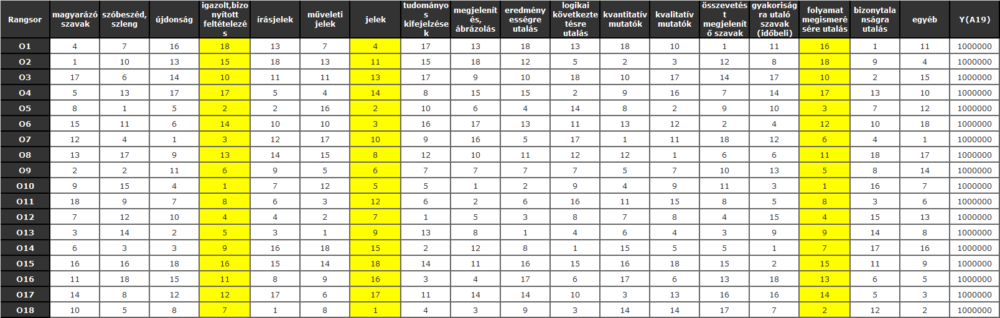 Rangsor magyarázó szavak szóbeszéd, szleng újdonság igazolt,bizonyított feltételezés írásjelek műveleti jelek jelek tudományos kifejelzések megjelenítés, ábrázolás eredményességre utalás logikai következtetésre utalás kvantitatív mutatók kvalitatív mutatók összevetést megjelenítő szavak gyakoriságra utaló szavak (időbeli) folyamat megismerésére utalás bizonytalanságra utalás egyéb Y(A19)
O1 4 7 16 18 13 7 4 17 13 18 13 18 10 1 11 16 1 11 1000000
O2 1 10 13 15 18 13 11 15 18 12 5 2 3 12 8 18 9 4 1000000
O3 17 6 14 10 11 11 13 17 9 10 18 10 17 14 17 10 2 15 1000000
O4 5 13 17 17 5 4 14 8 15 15 2 9 16 7 14 17 13 10 1000000
O5 8 1 5 2 2 16 2 10 6 4 14 8 2 9 10 3 7 12 1000000
O6 15 11 6 14 10 10 3 16 17 13 11 13 12 2 4 12 10 18 1000000
O7 12 4 1 3 12 17 10 9 16 5 17 1 11 18 12 6 4 1 1000000
O8 13 17 9 13 14 15 8 12 10 11 12 12 1 6 6 11 18 17 1000000
O9 2 2 11 6 9 5 6 7 7 7 7 5 7 10 13 5 8 14 1000000
O10 9 15 4 1 7 12 5 5 1 2 9 4 9 11 3 1 16 7 1000000
O11 18 9 7 8 6 3 12 6 2 6 16 11 15 8 5 8 3 6 1000000
O12 7 12 10 4 4 2 7 1 5 3 8 7 8 4 15 4 15 13 1000000
O13 3 14 2 5 3 1 9 13 8 1 4 6 4 3 9 9 14 8 1000000
O14 6 3 3 9 16 18 15 2 12 8 1 15 5 5 1 7 17 16 1000000
O15 16 16 18 16 15 14 18 14 11 16 15 16 18 15 2 15 11 9 1000000
O16 11 18 15 11 8 9 16 3 4 17 6 17 6 13 18 13 6 5 1000000
O17 14 8 12 12 17 6 17 11 14 14 10 3 13 16 16 14 5 3 1000000
O18 10 5 8 7 1 8 1 4 3 9 3 14 14 17 7 2 12 2 1000000